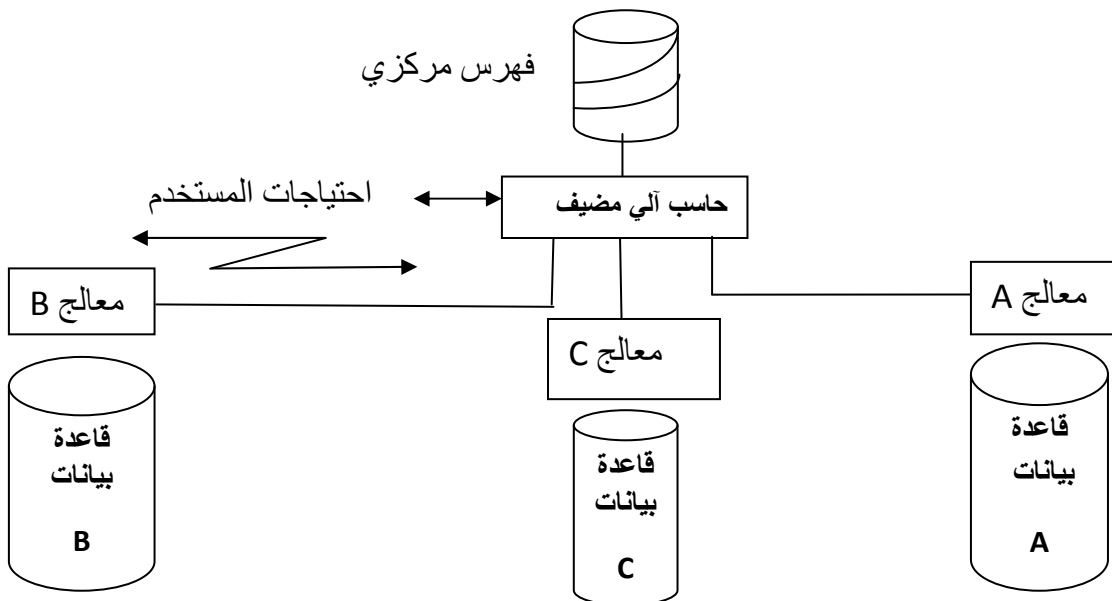 فهرس مركزي
حاسب آلي مضيف
احتياجات المستخدم
معالج A
معالج B
معالج C
قاعدة
بيانات
A
قاعدة
بيانات
B
قاعدة
بيانات
C